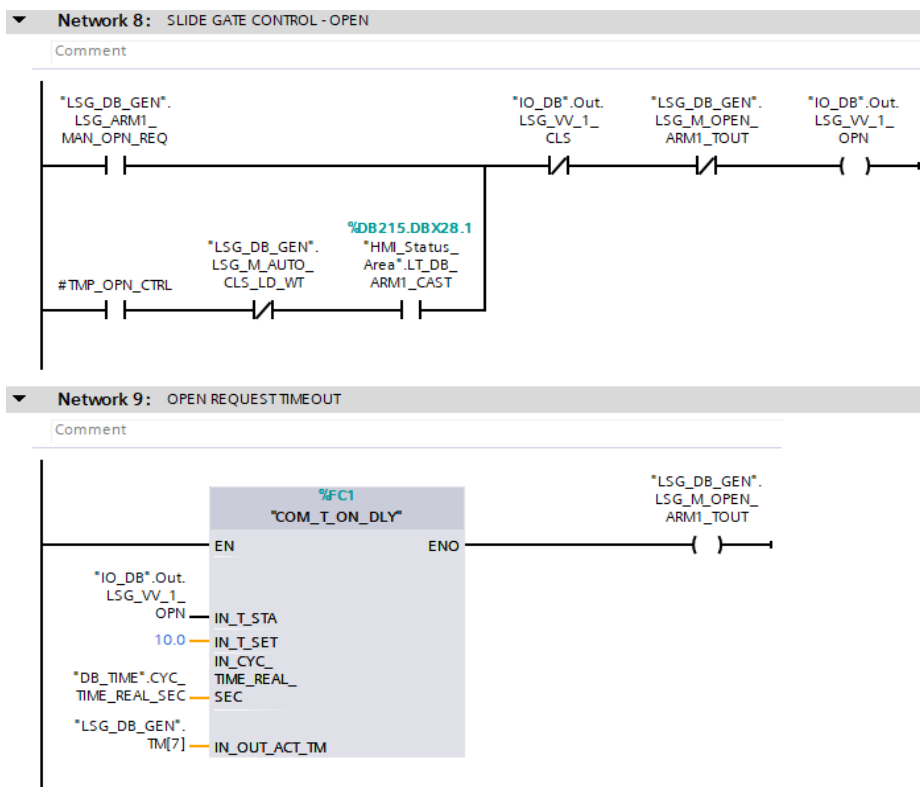 Network 8: SLIDE GATE CONTROL - OPEN
Comment
"LSG_DB_GEN".
LSG_ARM1_
MAN_OPN_REQ
"IO_DB".Out.
LSG_VV_1_
CLS
"LSG_DB_GEN".
LSG_M_OPEN_
ARM1_TOUT
"IO_DB".Out.
LSG_VV_1_
OPN
#TMP_OPN_CTRL
"LSG_DB_GEN".
LSG_M_AUTO_
CLS_LD_WT
%DB215.DBX28.1
"HMI_Status_
Area".LT_DB_
ARM1_CAST
Network 9: OPEN REQUEST TIMEOUT
Comment
%FC1
"COM_T_ON_DLY"
EN
ENO
"LSG_DB_GEN".
LSG_M_OPEN_
ARM1_TOUT
"IO_DB".Out.
LSG_VV_1_
OPN
IN_T_STA
10.0
IN_T_SET
"DB_TIME".CYC_
TIME_REAL_SEC
IN_CYC_
TIME_REAL_
SEC
"LSG_DB_GEN".
TM[7]
IN_OUT_ACT_TM